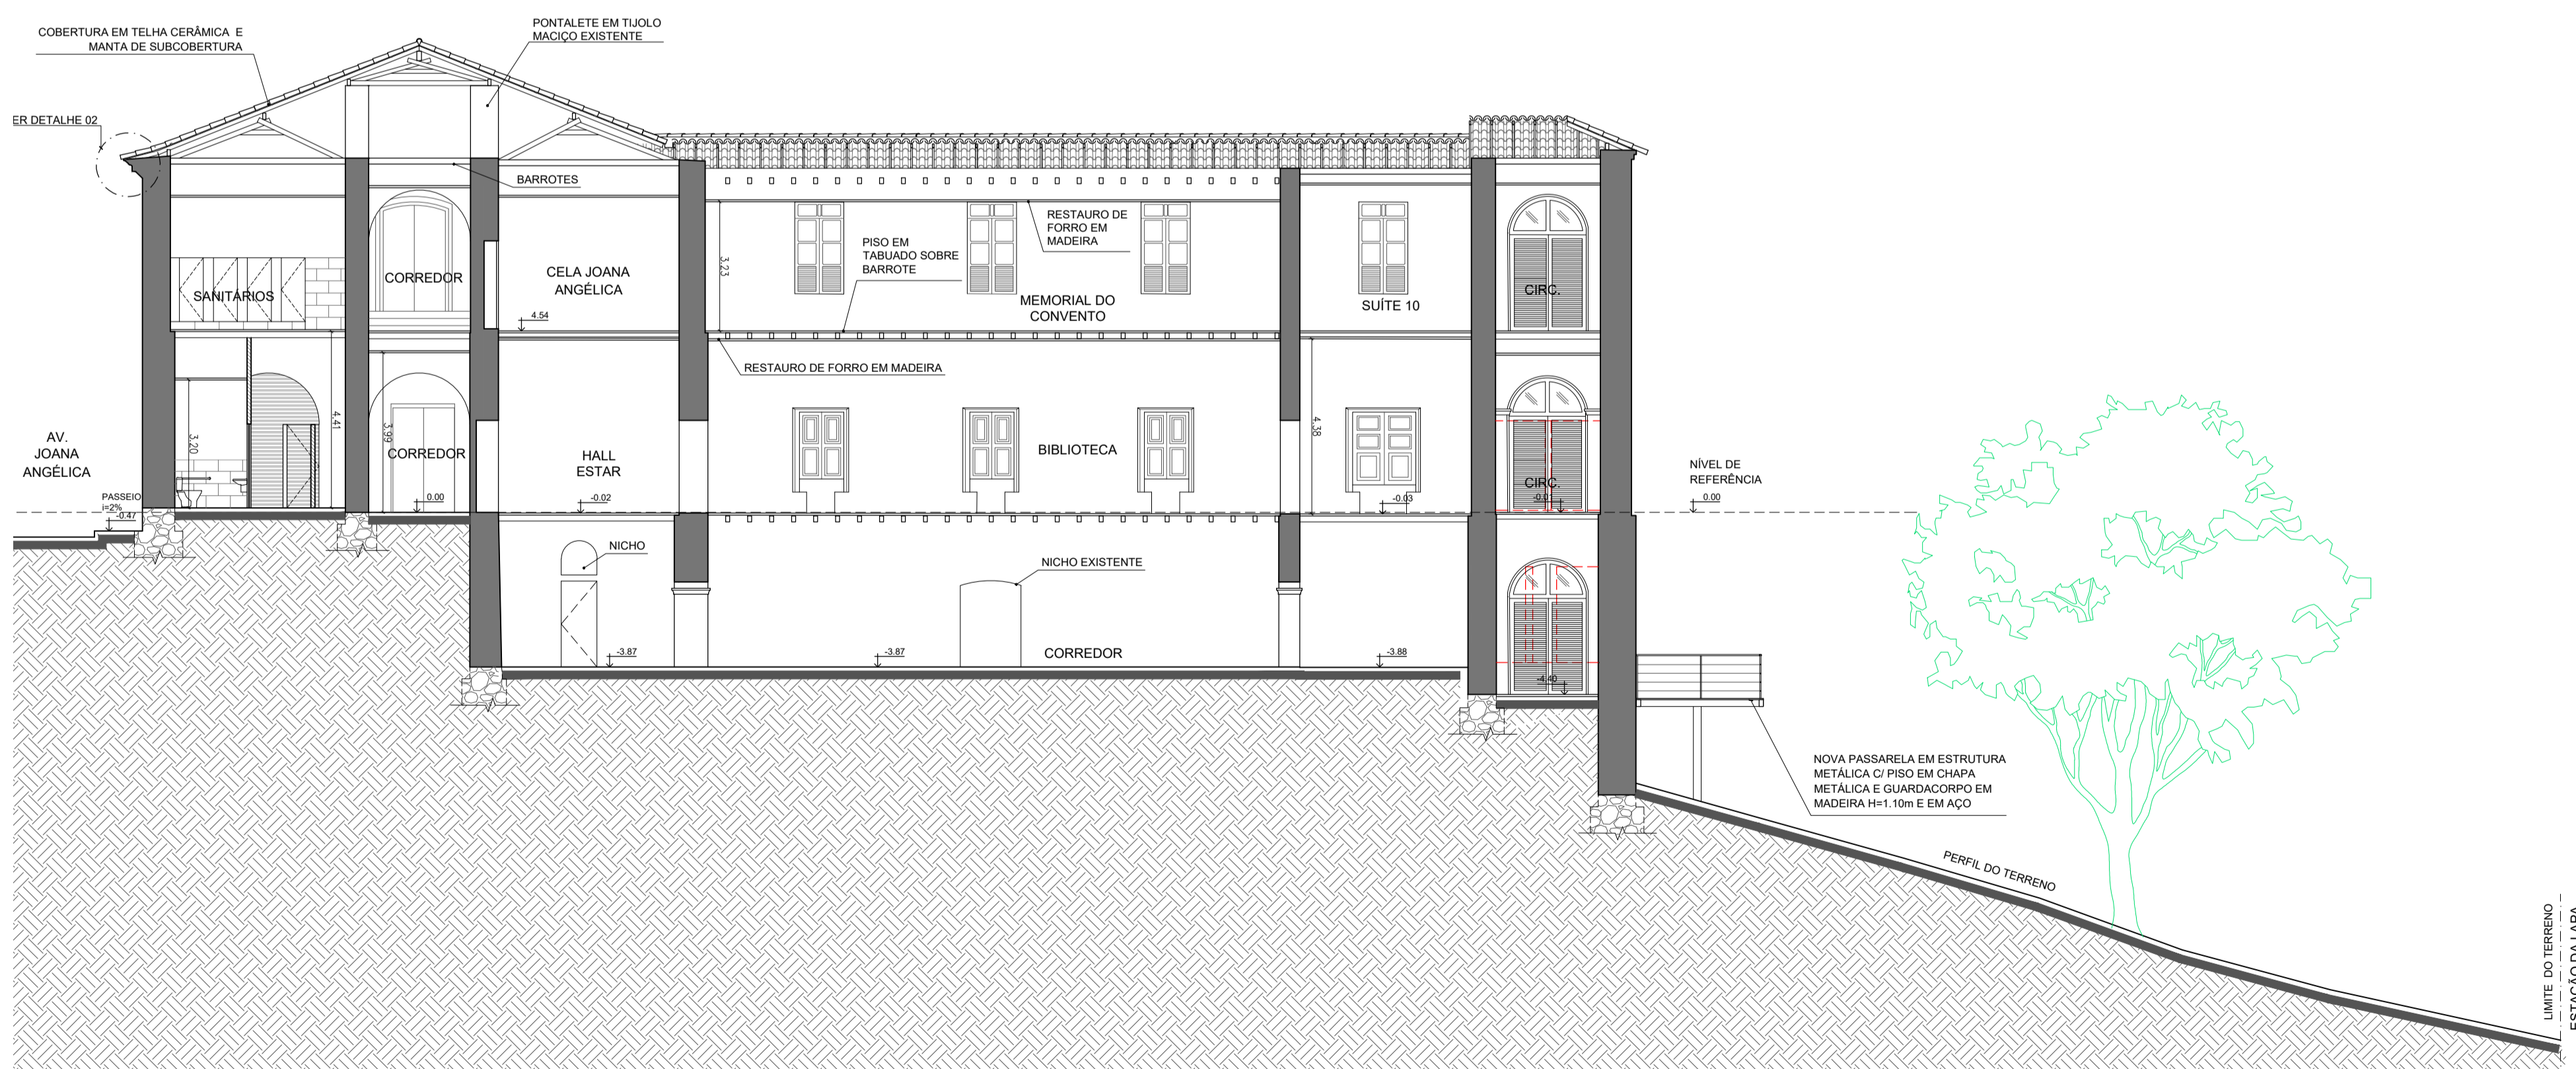 COBERTURA EM TELHA CERÂMICA E
MANTA DE SUBCOBERTURA
PONTALETE EM TIJOLO
MACIÇO EXISTENTE
ER DETALHE 02
BARROTES
RESTAURO DE
FORRO EM
MADEIRA
PISO EM
TABUADO SOBRE
BARROTE
3.23
SANITÁRIOS
CORREDOR
CELA JOANA
ANGÉLICA
4.54
MEMORIAL DO
CONVENTO
SUÍTE 10
CIRC.
RESTAURO DE FORRO EM MADEIRA
AV.
JOANA
ANGÉLICA
3.20
4.41
3.99
CORREDOR
HALL
ESTAR
BIBLIOTECA
4.38
CIRC.
NÍVEL DE
REFERÊNCIA
PASSEIO
i=2%
-0.47
0.00
-0.02
-0.03
-0.01
0.00
NICHO
NICHO EXISTENTE
-3.87
-3.87
CORREDOR
-3.88
-4.40
NOVA PASSARELA EM ESTRUTURA
METÁLICA C/ PISO EM CHAPA
METÁLICA E GUARDACORPO EM
MADEIRA H=1.10m E EM AÇO
PERFIL DO TERRENO
LIMITE DO TERRENO
ESTAÇÃO DA LAPA